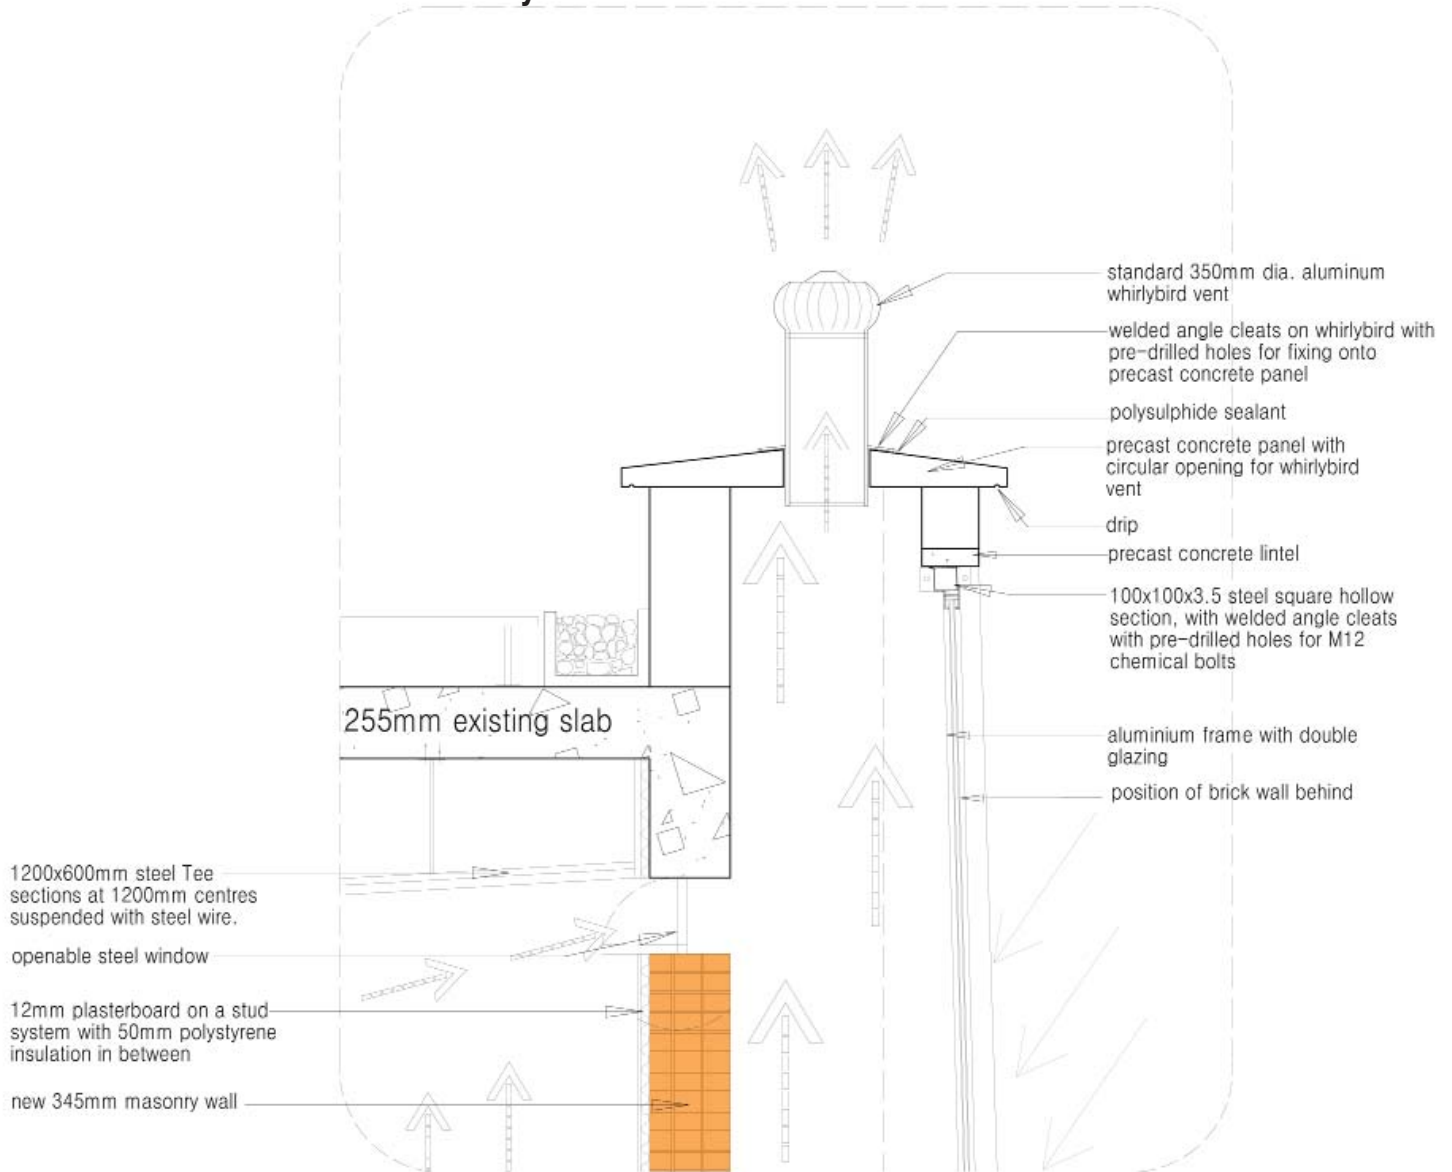 standard 350mm dia. aluminum
whirlybird vent
welded angle cleats on whirlybird with
pre-drilled holes for fixing onto
precast concrete panel
polysulphide sealant
precast concrete panel with
circular opening for whirlybird
vent
drip
precast concrete lintel
100x100x3.5 steel square hollow
section, with welded angle cleats
with pre-drilled holes for M12
chemical bolts
255mm existing slab
aluminium frame with double
glazing
position of brick wall behind
1200x600mm steel Tee
sections at 1200mm centres
suspended with steel wire.
openable steel window
12mm plasterboard on a stud
system with 50mm polystyrene
insulation in between
new 345mm masonry wall